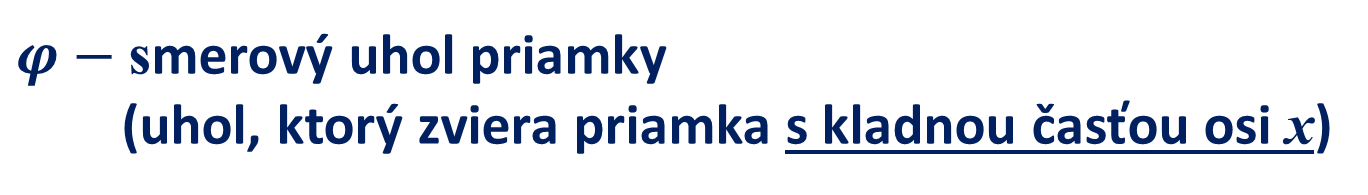 φ – smerový uhol priamky
(uhol, ktorý zviera priamka s kladnou časťou osi x)